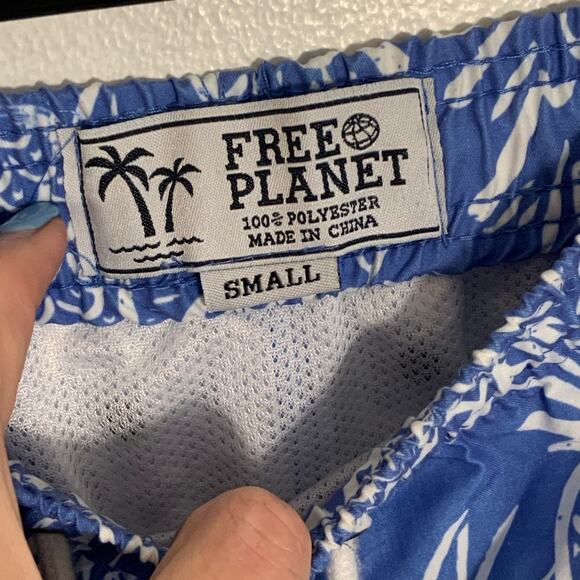 FREE
PLANET
100% POLYESTER
MADE IN CHINA
SMALL